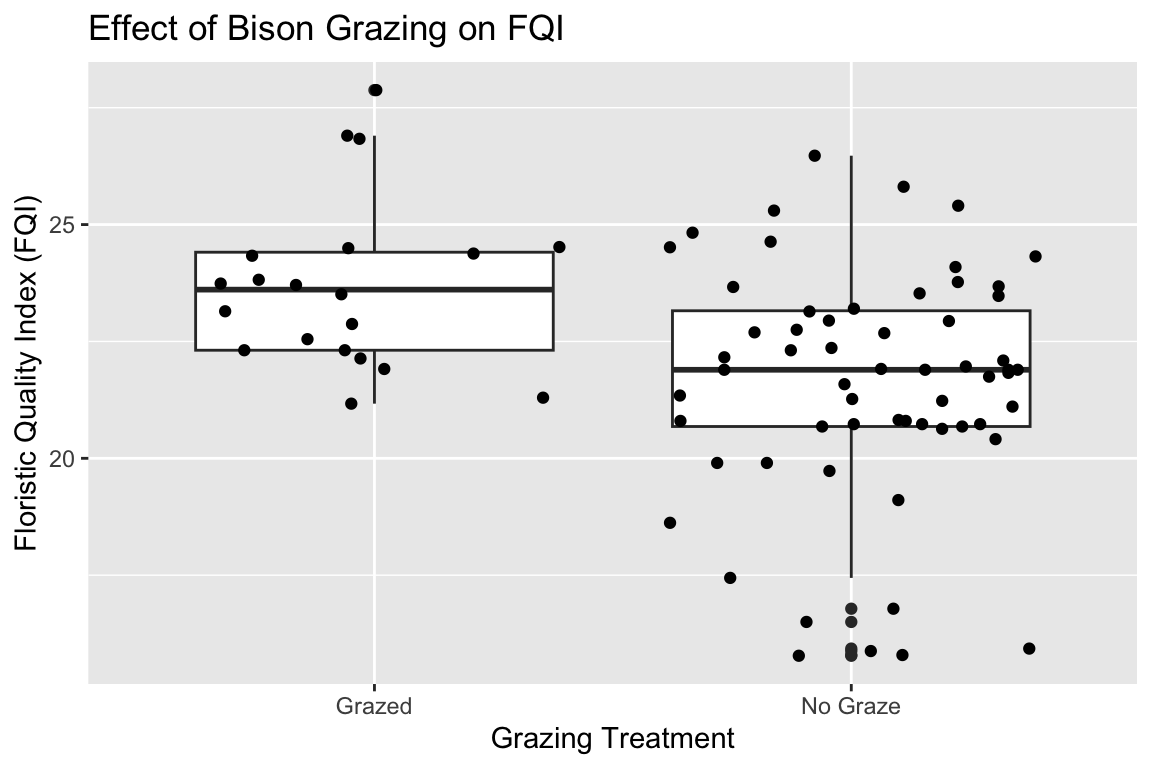 Effect of Bison Grazing on FQI
Floristic Quality Index (FQI)
25
20
Grazed
No Graze
Grazing Treatment